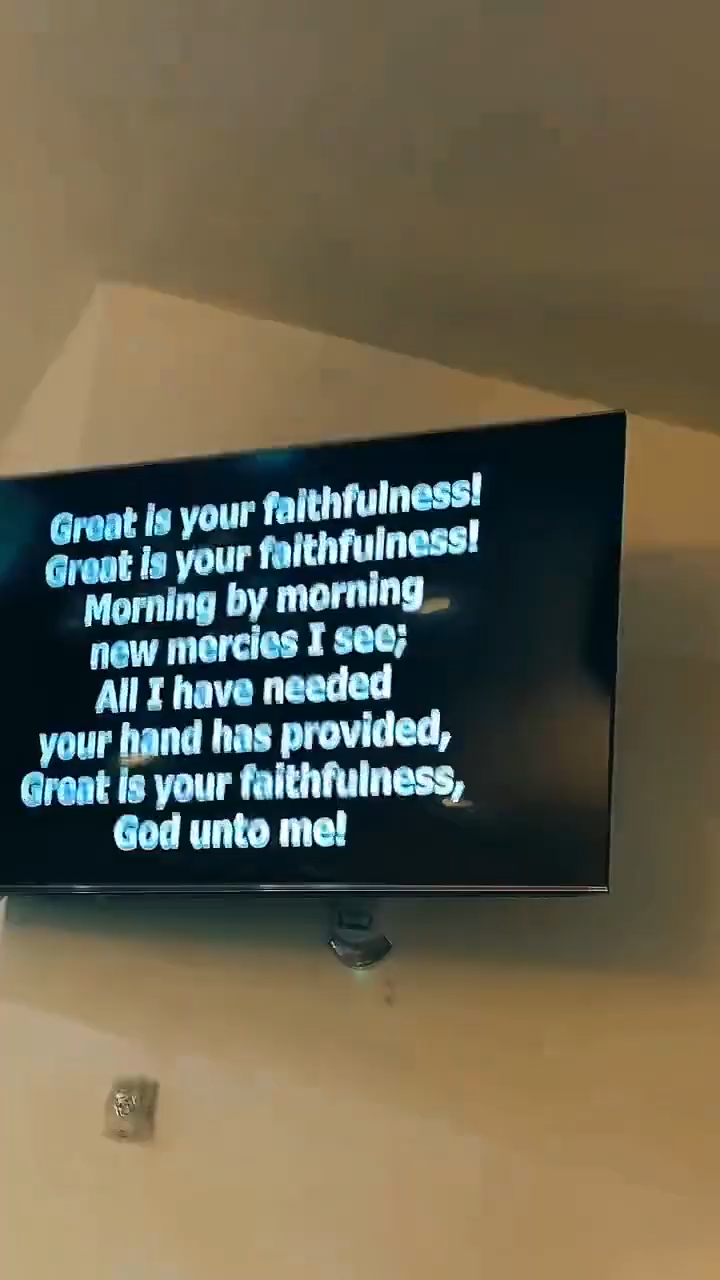 Great is your faithfulness!
Great is your faithfulness!
Morning by morning
new mercies I see;
All I have needed
your hand has provided,
Great is your faithfulness,
God unto me!